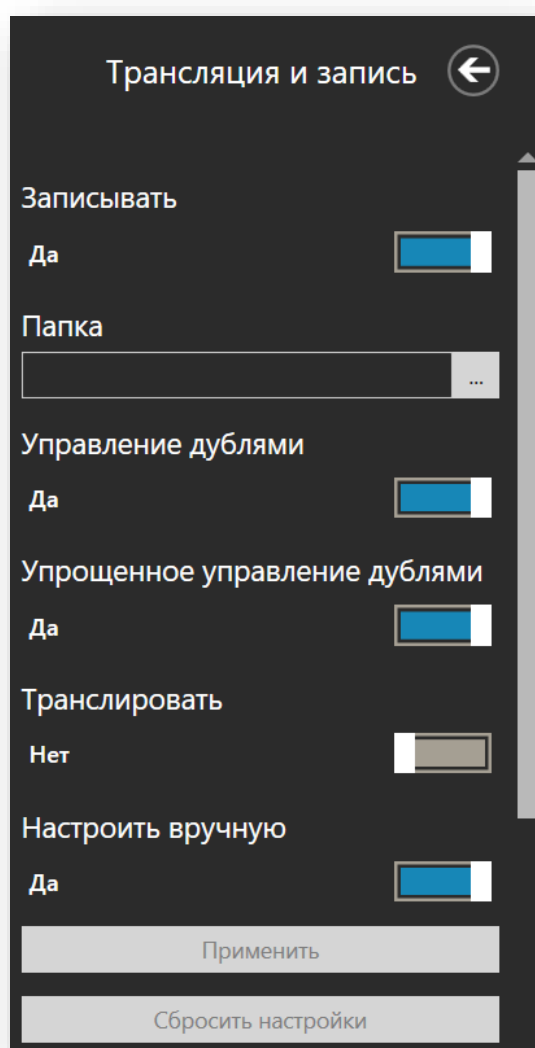 Трансляция и запись
Записывать
Да
Папка
...
Управление дублями
Да
Упрощенное управление дублями
Да
Транслировать
Нет
Настроить вручную
Да
Применить
Сбросить настройки